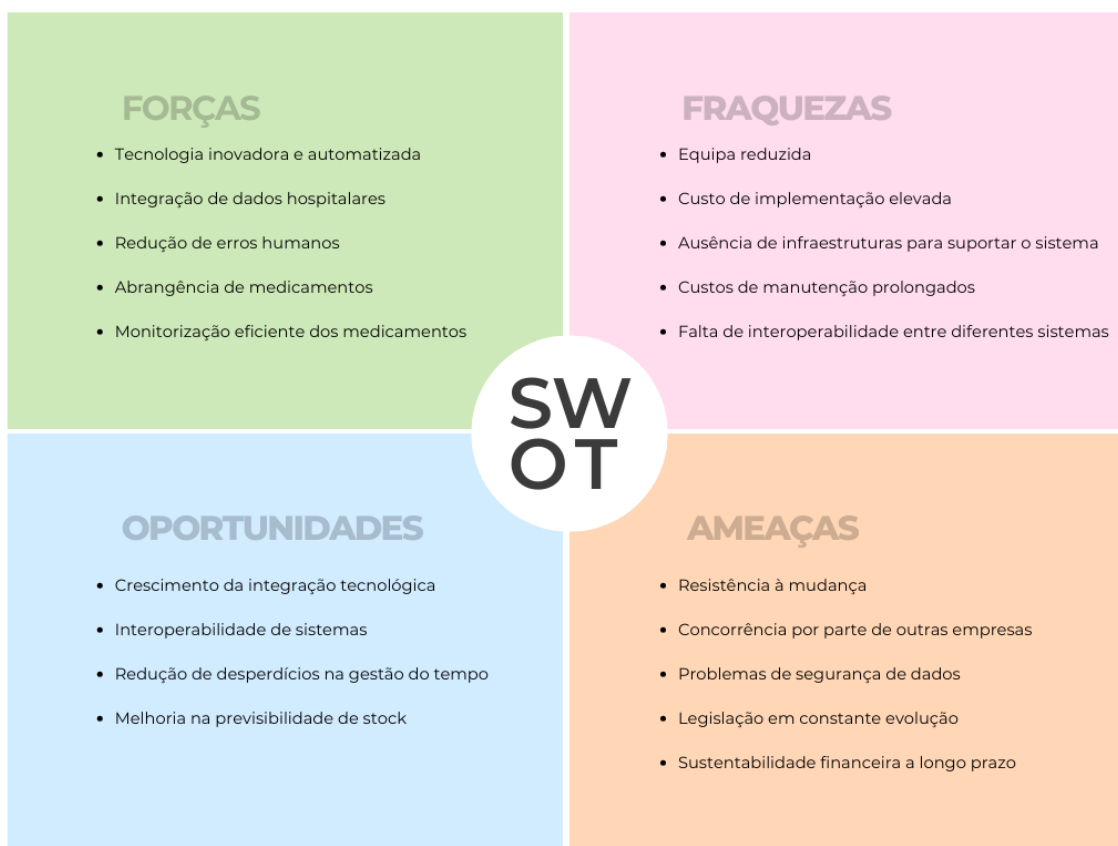 FORÇAS
• Tecnologia inovadora e automatizada
• Integração de dados hospitalares
• Redução de erros humanos
• Abrangência de medicamentos
• Monitorização eficiente dos medicamentos
FRAQUEZAS
• Equipa reduzida
• Custo de implementação elevada
• Ausência de infraestruturas para suportar o sistema
• Custos de manutenção prolongados
• Falta de interoperabilidade entre diferentes sistemas
SW
OT
OPORTUNIDADES
• Crescimento da integração tecnológica
• Interoperabilidade de sistemas
• Redução de desperdícios na gestão do tempo
• Melhoria na previsibilidade de stock
AMEAÇAS
• Resistência à mudança
• Concorrência por parte de outras empresas
• Problemas de segurança de dados
• Legislação em constante evolução
• Sustentabilidade financeira a longo prazo